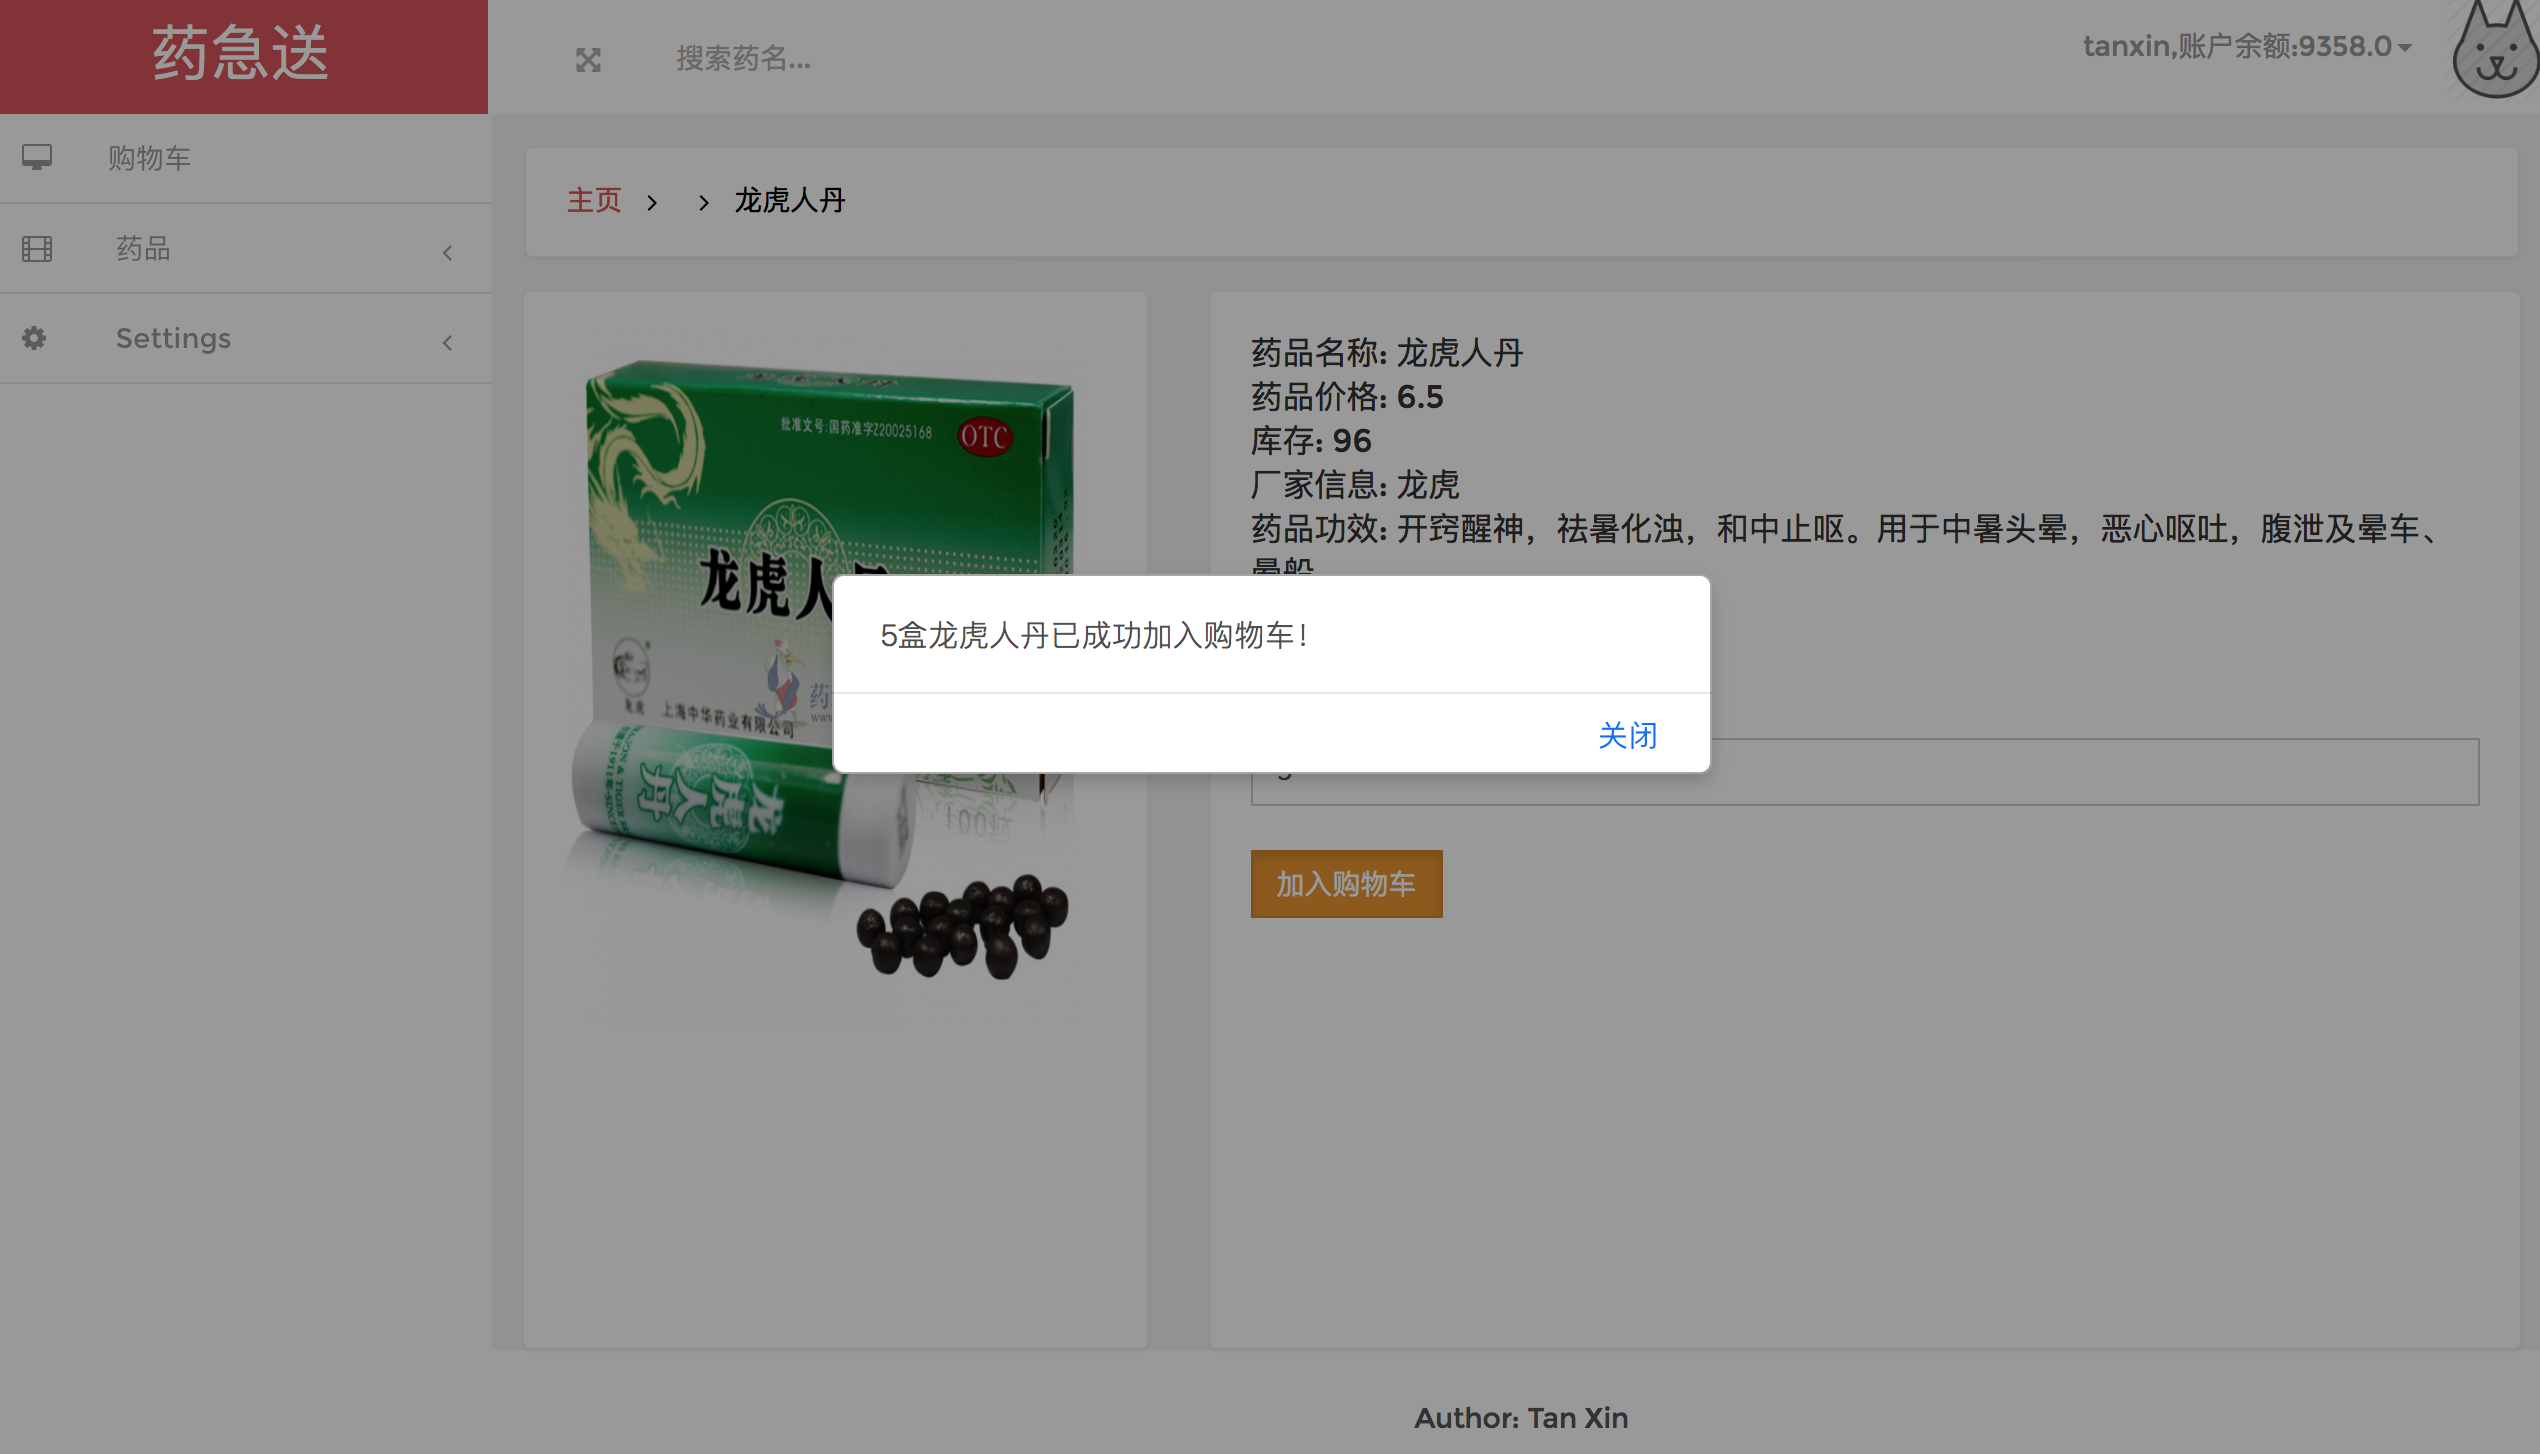 药急送
搜索药名...
tanxin,账户余额:9358.0
购物车
药品
Settings
主页 > > 龙虎人丹
批准文号:国药准字Z20025168
OTC
龙虎人
龙虎
上海中华药业有限公司
龙虎人丹
药品名称: 龙虎人丹
药品价格: 6.5
库存: 96
厂家信息: 龙虎
药品功效: 开窍醒神，祛暑化浊，和中止呕。用于中暑头晕，恶心呕吐，腹泄及晕车、
晕船
5盒龙虎人丹已成功加入购物车！
关闭
加入购物车
Author: Tan Xin